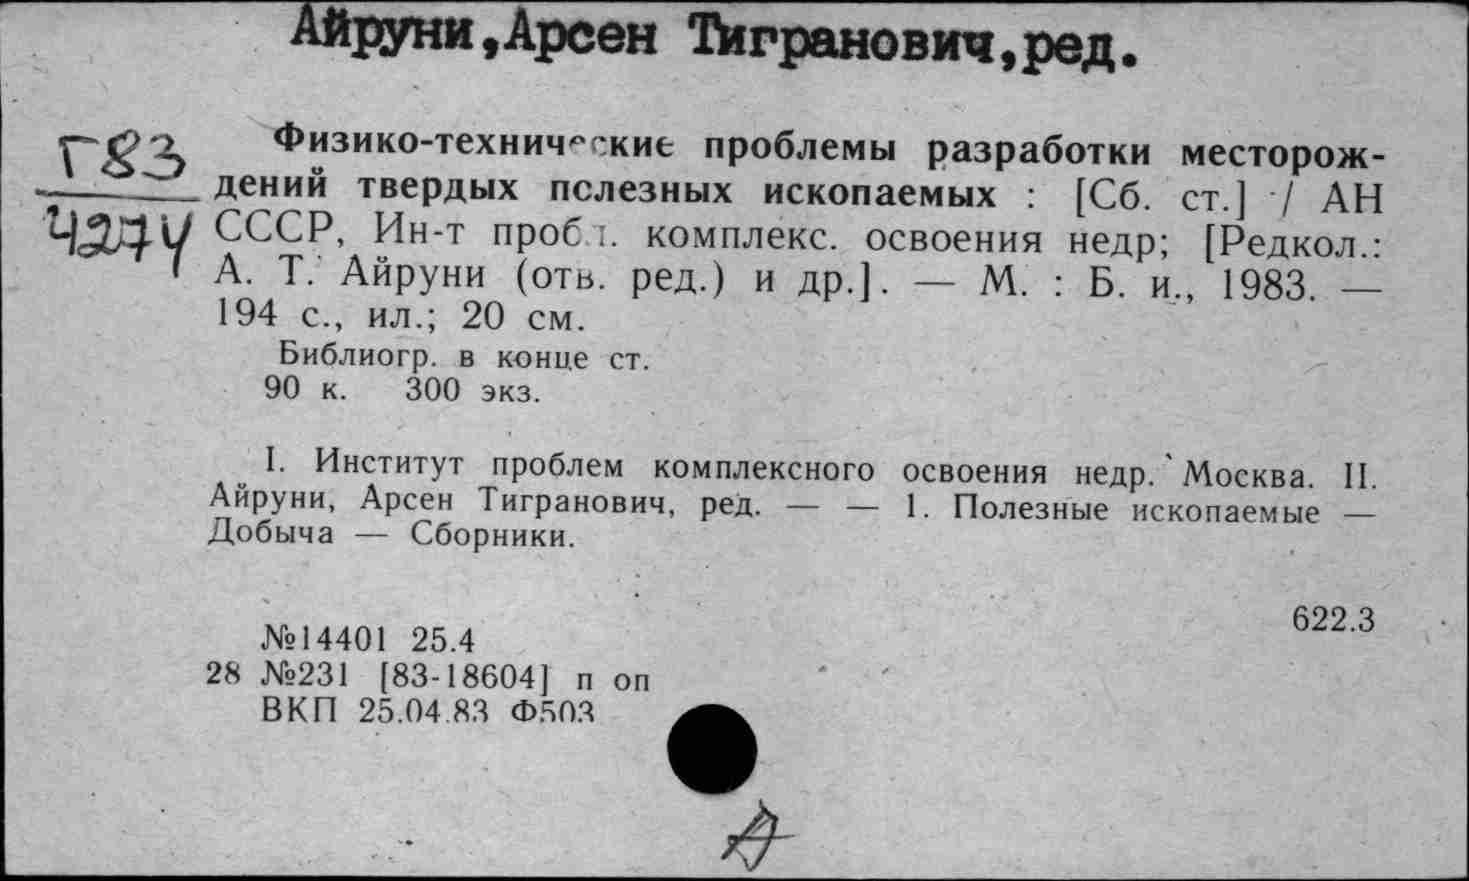 Айруни,Арсен Тигранович,ред.
Г83
Физико-технические проблемы разработки месторож-
дений твердых пслезных ископаемых : [Сб. ст.] / АН
СССР, Ин-т пробл. комплекс. освоения недр; [Редкол.:
А. Т. Айруни (отв. ред.) и др.]. — М. : Б. и., 1983. —
194 с., ил.; 20 см.
Библиогр. в конце ст.
90 к. 300 экз.
I. Институт проблем комплексного освоения недр. Москва. II.
Айруни, Арсен Тигранович, ред. — — 1. Полезные ископаемые —
Добыча — Сборники.
622.3
№14401 25.4
28 №231 [83-18604] п оп
ВКП 25.04.83 Ф503